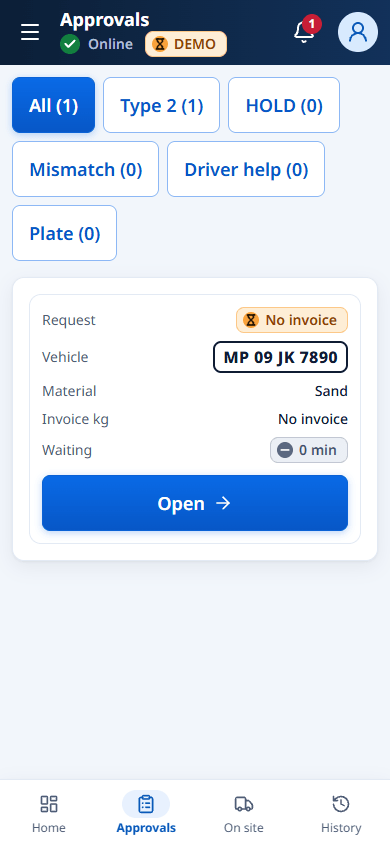 Approvals
Online
DEMO
1
All (1)
Type 2 (1)
HOLD (0)
Mismatch (0)
Driver help (0)
Plate (0)
Request
No invoice
Vehicle
MP 09 JK 7890
Material
Sand
Invoice kg
No invoice
Waiting
0 min
Open →
Home
Approvals
On site
History